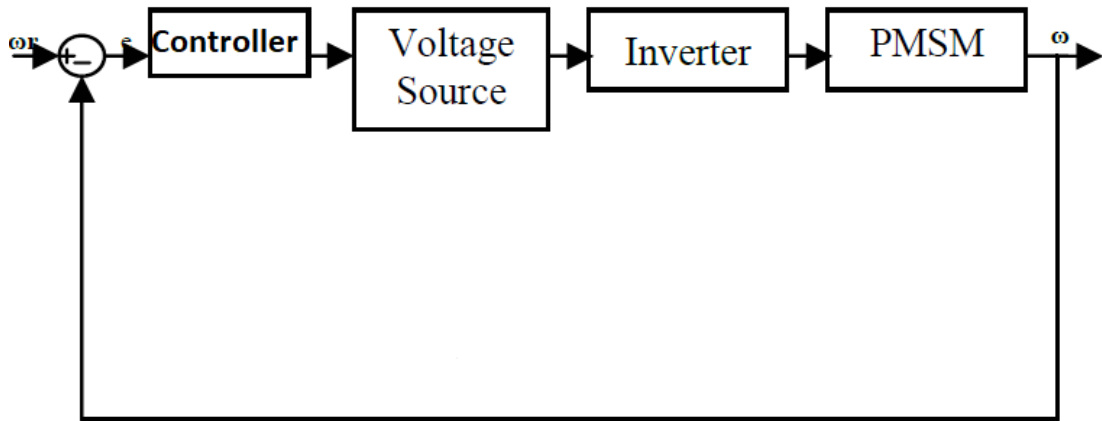 ωr
+
−
e
Controller
Voltage
Source
Inverter
PMSM
ω